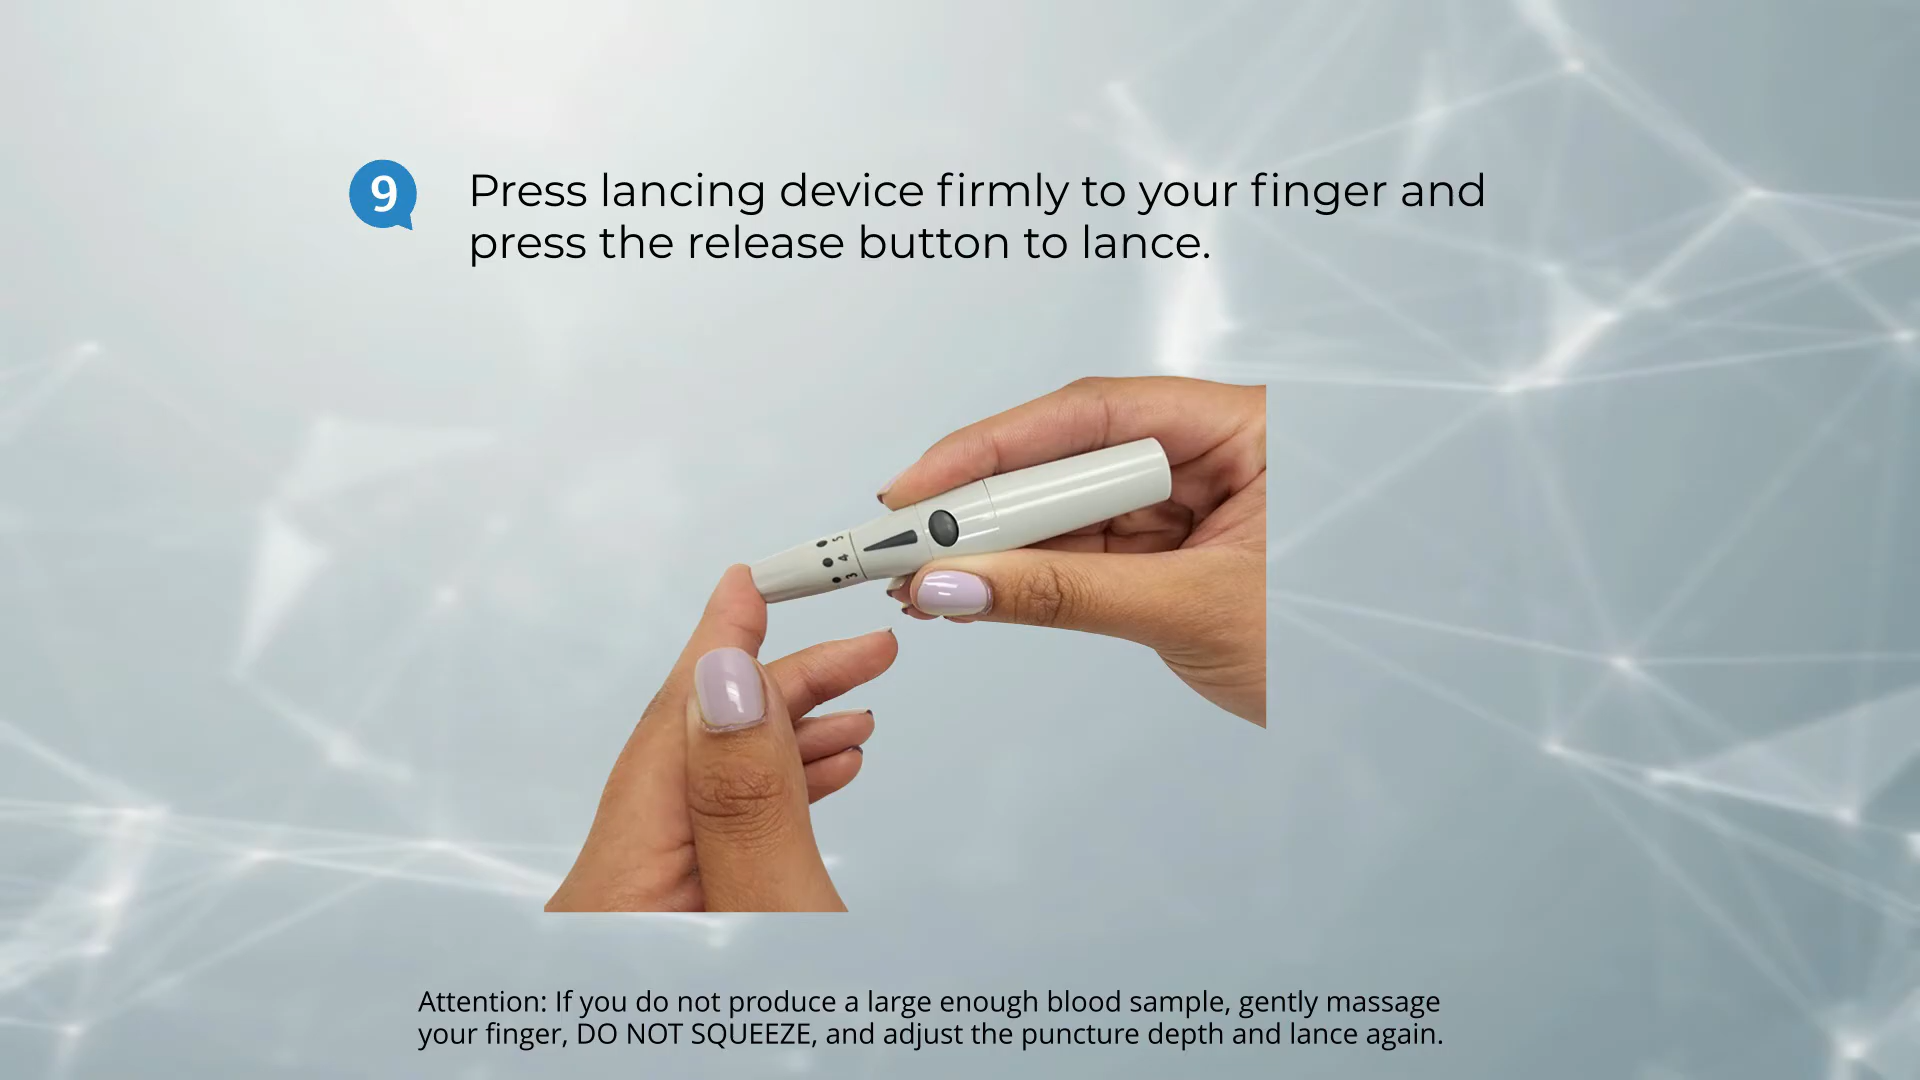 9
Press lancing device firmly to your finger and
press the release button to lance.
5
4
3
Attention: If you do not produce a large enough blood sample, gently massage
your finger, DO NOT SQUEEZE, and adjust the puncture depth and lance again.